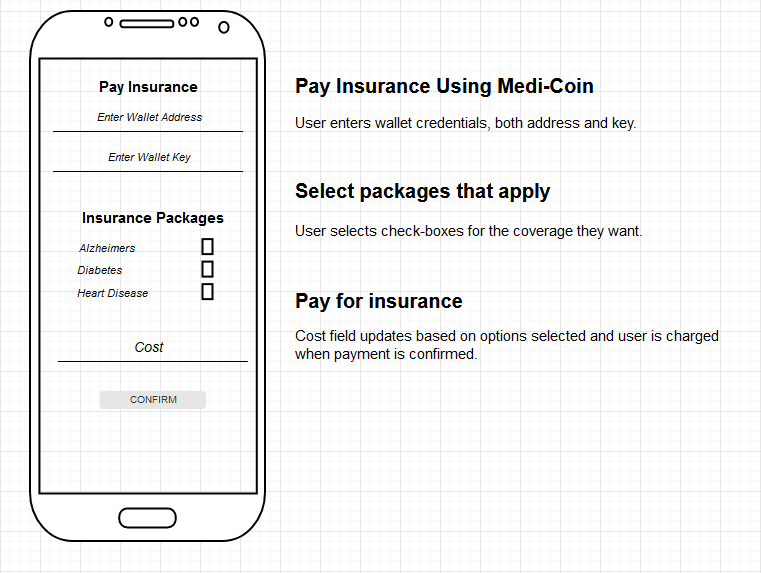 Pay Insurance
Enter Wallet Address
Enter Wallet Key
Insurance Packages
Alzheimers
Diabetes
Heart Disease
Cost
CONFIRM
Pay Insurance Using Medi-Coin
User enters wallet credentials, both address and key.
Select packages that apply
User selects check-boxes for the coverage they want.
Pay for insurance
Cost field updates based on options selected and user is charged
when payment is confirmed.